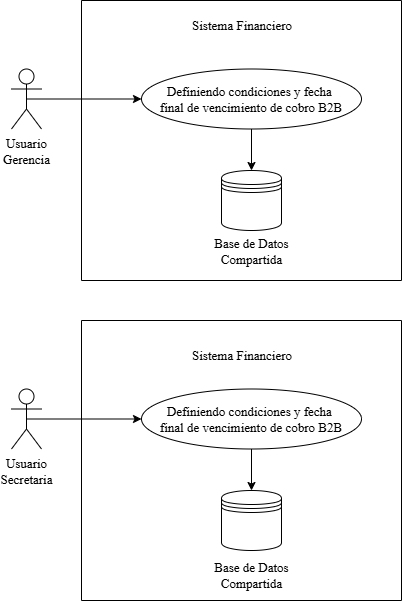 Sistema Financiero
Definiendo condiciones y fecha
final de vencimiento de cobro B2B
Usuario
Gerencia
Base de Datos
Compartida
Sistema Financiero
Definiendo condiciones y fecha
final de vencimiento de cobro B2B
Usuario
Secretaria
Base de Datos
Compartida